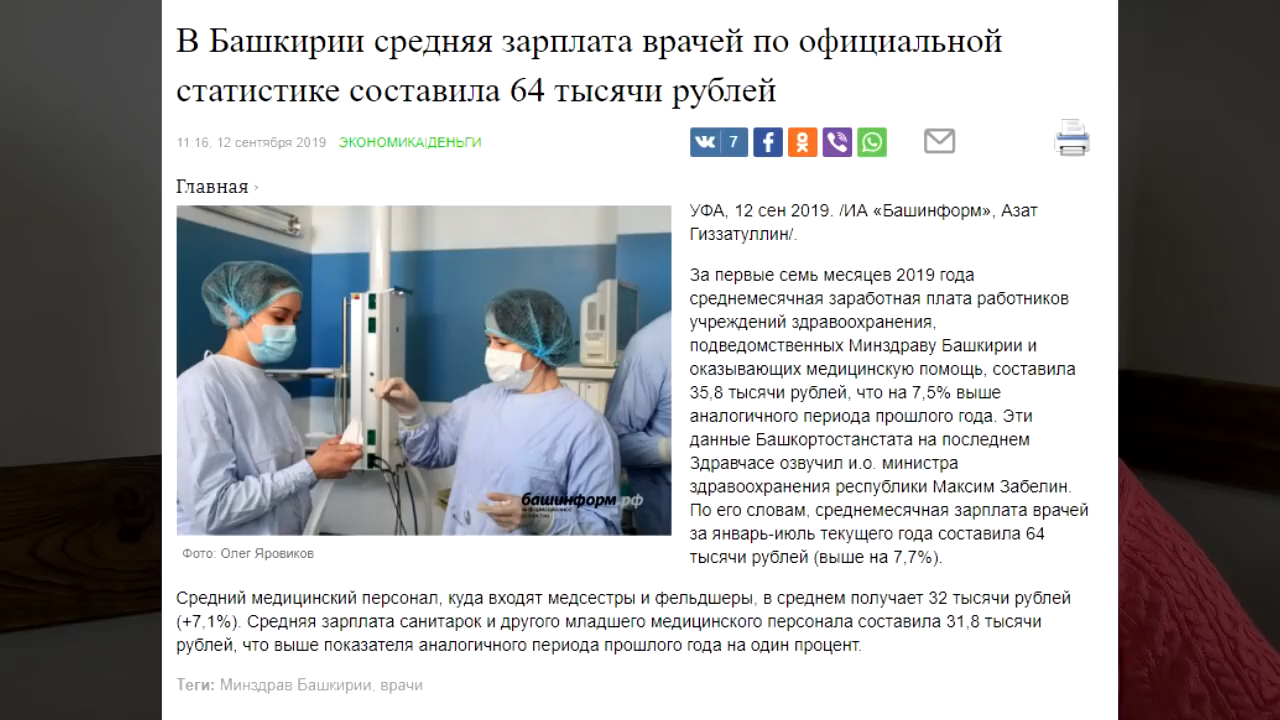 В Башкирии средняя зарплата врачей по официальной
статистике составила 64 тысячи рублей
11:16, 12 сентября 2019 ЭКОНОМИКА|ДЕНЬГИ
7
Главная ›
УФА, 12 сен 2019. /ИА «Башинформ», Азат
Гиззатуллин/.
За первые семь месяцев 2019 года
среднемесячная заработная плата работников
учреждений здравоохранения,
подведомственных Минздраву Башкирии и
оказывающих медицинскую помощь, составила
35,8 тысячи рублей, что на 7,5% выше
аналогичного периода прошлого года. Эти
данные Башкортостанстата на последнем
Здравчасе озвучил и.о. министра
здравоохранения республики Максим Забелин.
По его словам, среднемесячная зарплата врачей
за январь-июль текущего года составила 64
тысячи рублей (выше на 7,7%).
башинформ.рф
Фото: Олег Яровиков
Средний медицинский персонал, куда входят медсестры и фельдшеры, в среднем получает 32 тысячи рублей
(+7,1%). Средняя зарплата санитарок и другого младшего медицинского персонала составила 31,8 тысячи
рублей, что выше показателя аналогичного периода прошлого года на один процент.
Теги: Минздрав Башкирии, врачи